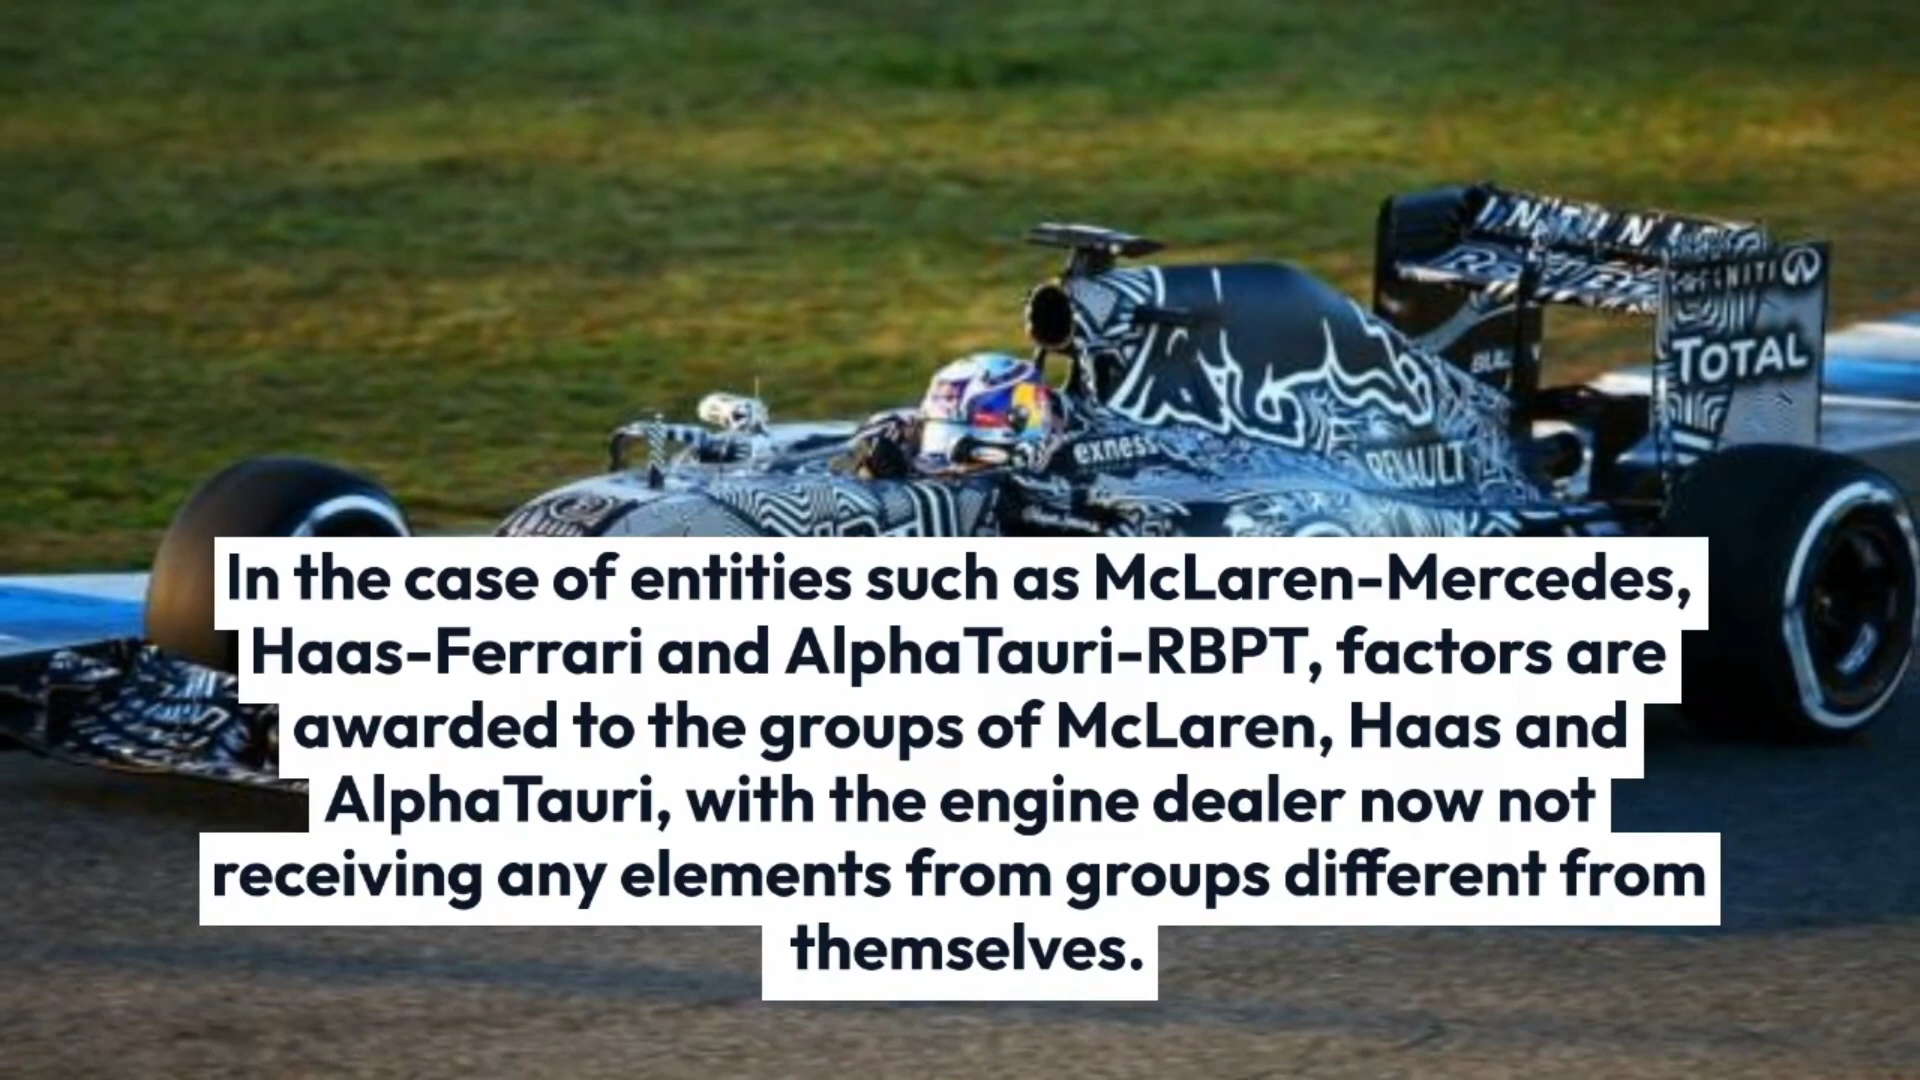 INFINITI
TOTAL
exness
RENAULT
In the case of entities such as McLaren-Mercedes,
Haas-Ferrari and AlphaTauri-RBPT, factors are
awarded to the groups of McLaren, Haas and
AlphaTauri, with the engine dealer now not
receiving any elements from groups different from
themselves.